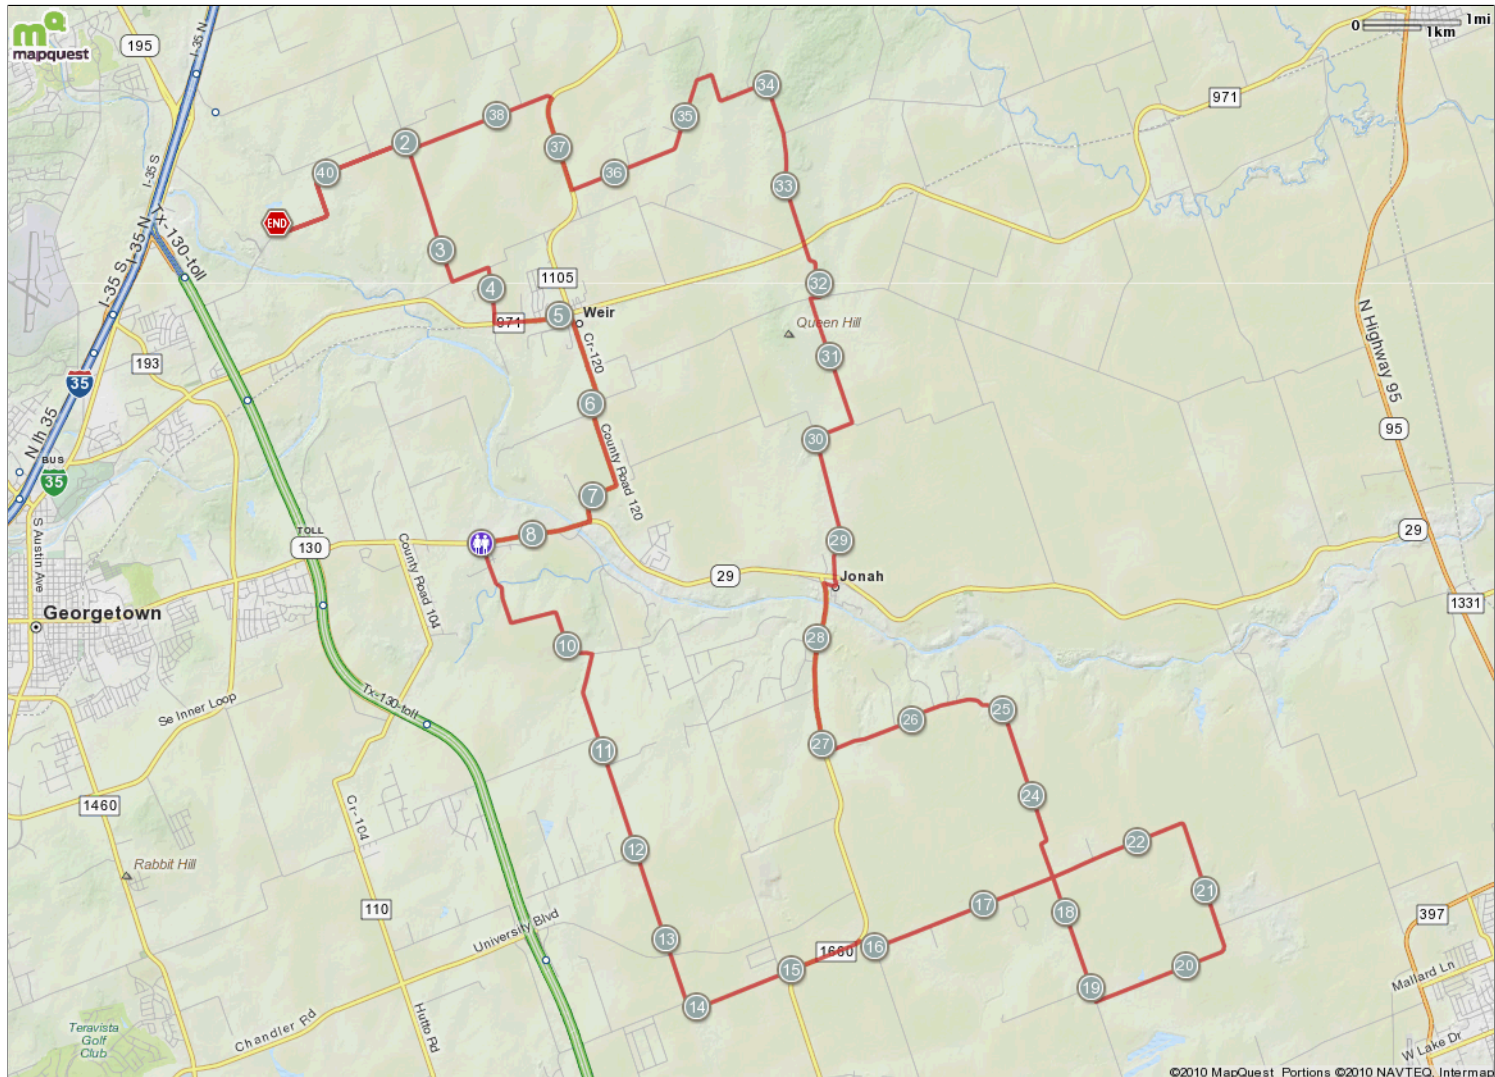 mapquest
195
I-35 N
0
1mi
1km
971
34
35
38
2
37
36
40
33
I-35 S
END
Tx-130-toll
I-35 N
I-35 S
3
4
1105
32
5
Weir
971
Queen Hill
Cr-120
N Highway 95
193
31
35
6
N Ih 35
30
95
BUS
35
County Road 120
7
S Austin Ave
8
29
29
TOLL
130
County Road 104
29
Jonah
1331
Georgetown
28
10
Se Inner Loop
Tx-130-toll
25
26
27
11
24
1460
Cr-104
22
12
Rabbit Hill
21
17
18
110
397
University Blvd
13
16
1660
15
20
19
Mallard Ln
14
Chandler Rd
Hutto Rd
Teravista
Golf
Club
W Lake Dr
©2010 MapQuest Portions ©2010 NAVTEQ, Intermap